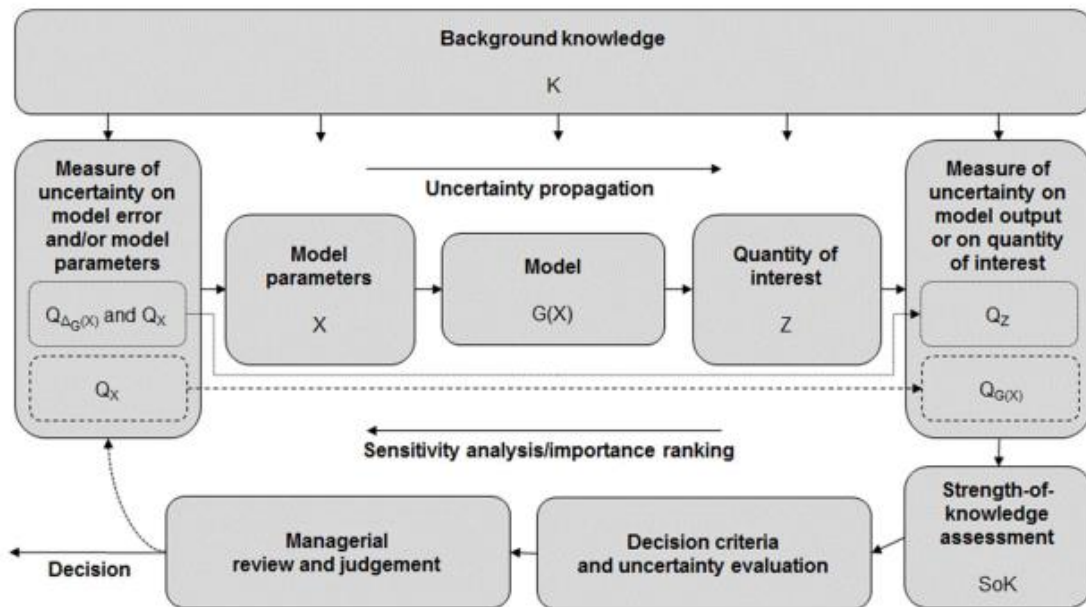 Background knowledge
K
Measure of
uncertainty on
model error
and/or model
parameters
Q_{Δ_G(X)} and Q_X
Q_X
Uncertainty propagation
Model
parameters
X
Model
G(X)
Quantity of
interest
Z
Measure of
uncertainty on
model output
or on quantity
of interest
Q_Z
Q_{G(X)}
Sensitivity analysis/importance ranking
Strength-of-
knowledge
assessment
SoK
Decision criteria
and uncertainty evaluation
Managerial
review and judgement
Decision